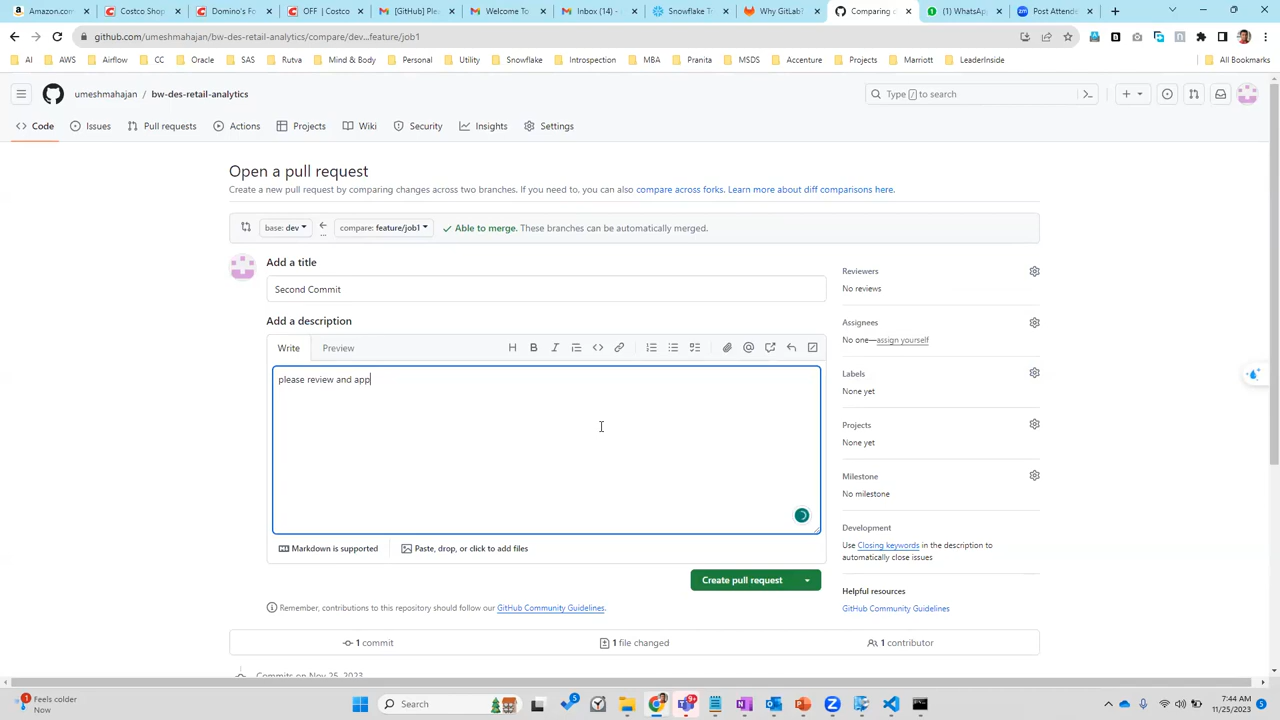 Amazon.com
Costco Shop
Domino's Fo
OFF | Costco
[GitHub] Ple
Welcome To
Inbox (14) -
Snowflake T
Why GitLab?
Comparing c
(1) WhatsApp
Post Attende
github.com/umeshmahajan/bw-des-retail-analytics/compare/dev...feature/job1
AI AWS Airflow CC Oracle SAS Rutva Mind & Body Personal Utility Snowflake Introspection MBA Pranita MSDS Accenture Projects Marriott LeaderInside All Bookmarks
umeshmahajan / bw-des-retail-analytics
Type / to search
Code Issues Pull requests Actions Projects Wiki Security Insights Settings
Open a pull request
Create a new pull request by comparing changes across two branches. If you need to, you can also compare across forks. Learn more about diff comparisons here.
base: dev ... compare: feature/job1 Able to merge. These branches can be automatically merged.
Add a title
Second Commit
Add a description
Write Preview
please review and app
Markdown is supported
Paste, drop, or click to add files
Create pull request
Remember, contributions to this repository should follow our GitHub Community Guidelines.
Reviewers
No reviews
Assignees
No one—assign yourself
Labels
None yet
Projects
None yet
Milestone
No milestone
Development
Use Closing keywords in the description to
automatically close issues
Helpful resources
GitHub Community Guidelines
1 commit
1 file changed
1 contributor
Commits on Nov 25, 2023
Feels colder
Now
Search
7:44 AM
11/25/2023